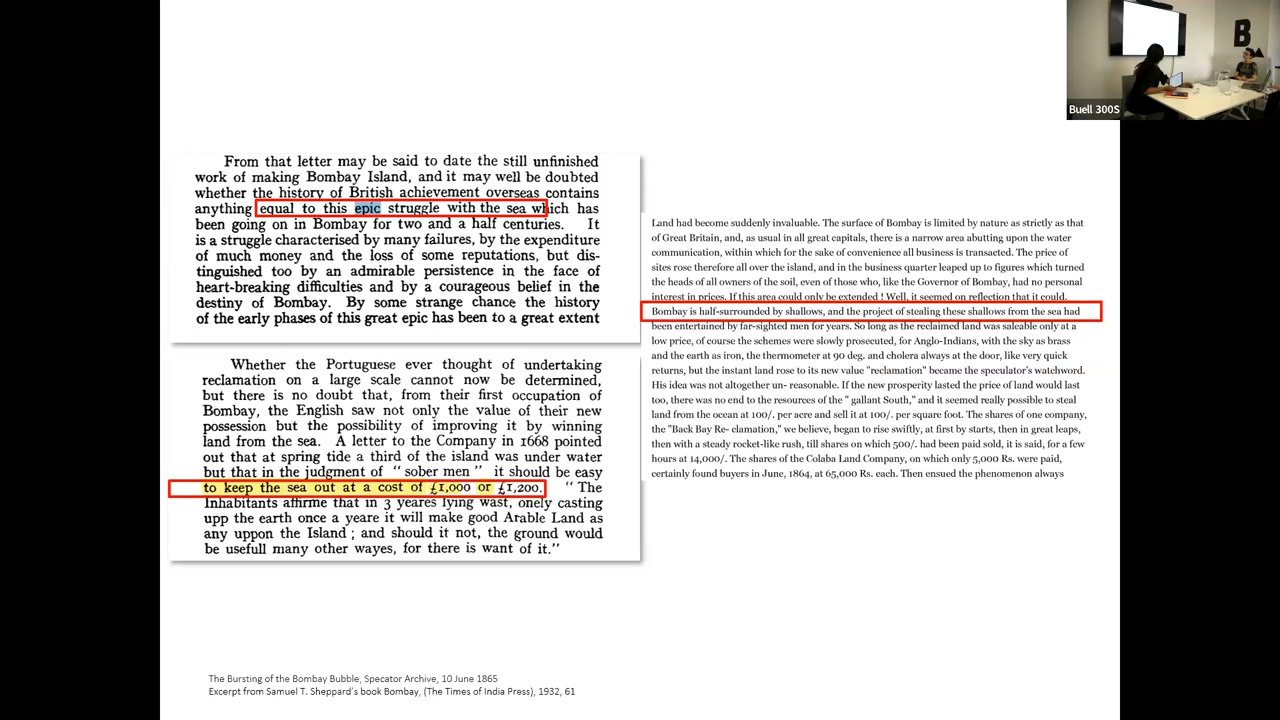 From that letter may be said to date the still unfinished
work of making Bombay Island, and it may well be doubted
whether the history of British achievement overseas contains
anything equal to this epic struggle with the sea which has
been going on in Bombay for two and a half centuries. It
is a struggle characterised by many failures, by the expenditure
of much money and the loss of some reputations, but dis-
tinguished too by an admirable persistence in the face of
heart-breaking difficulties and by a courageous belief in the
destiny of Bombay. By some strange chance the history
of the early phases of this great epic has been to a great extent
Whether the Portuguese ever thought of undertaking
reclamation on a large scale cannot now be determined,
but there is no doubt that, from their first occupation of
Bombay, the English saw not only the value of their new
possession but the possibility of improving it by winning
land from the sea. A letter to the Company in 1668 pointed
out that at spring tide a third of the island was under water
but that in the judgment of "sober men" it should be easy
to keep the sea out at a cost of £1,000 or £1,200. "The
Inhabitants affirme that in 3 yeares lying wast, onely casting
upp the earth once a yeare it will make good Arable Land as
any uppon the Island; and should it not, the ground would
be usefull many other wayes, for there is want of it."
Land had become suddenly invaluable. The surface of Bombay is limited by nature as strictly as that
of Great Britain, and, as usual in all great capitals, there is a narrow area abutting upon the water
communication, within which for the sake of convenience all business is transacted. The price of
sites rose therefore all over the island, and in the business quarter leaped up to figures which turned
the heads of all owners of the soil, even of those who, like the Governor of Bombay, had no personal
interest in prices. If this area could only be extended ! Well, it seemed on reflection that it could.
Bombay is half-surrounded by shallows, and the project of stealing these shallows from the sea had
been entertained by far-sighted men for years. So long as the reclaimed land was saleable only at a
low price, of course the schemes were slowly prosecuted, for Anglo-Indians, with the sky as brass
and the earth as iron, the thermometer at 90 deg. and cholera always at the door, like very quick
returns, but the instant land rose to its new value "reclamation" became the speculator's watchword.
His idea was not altogether un- reasonable. If the new prosperity lasted the price of land would last
too, there was no end to the resources of the " gallant South," and it seemed really possible to steal
land from the ocean at 100/. per acre and sell it at 100/. per square foot. The shares of one company,
the "Back Bay Re- clamation," we believe, began to rise swiftly, at first by starts, then in great leaps,
then with a steady rocket-like rush, till shares on which 500/. had been paid sold, it is said, for a few
hours at 14,000/. The shares of the Colaba Land Company, on which only 5,000 Rs. were paid,
certainly found buyers in June, 1864, at 65,000 Rs. each. Then ensued the phenomenon always
The Bursting of the Bombay Bubble, Specator Archive, 10 June 1865
Excerpt from Samuel T. Sheppard's book Bombay, (The Times of India Press), 1932, 61
B
Buell 300S